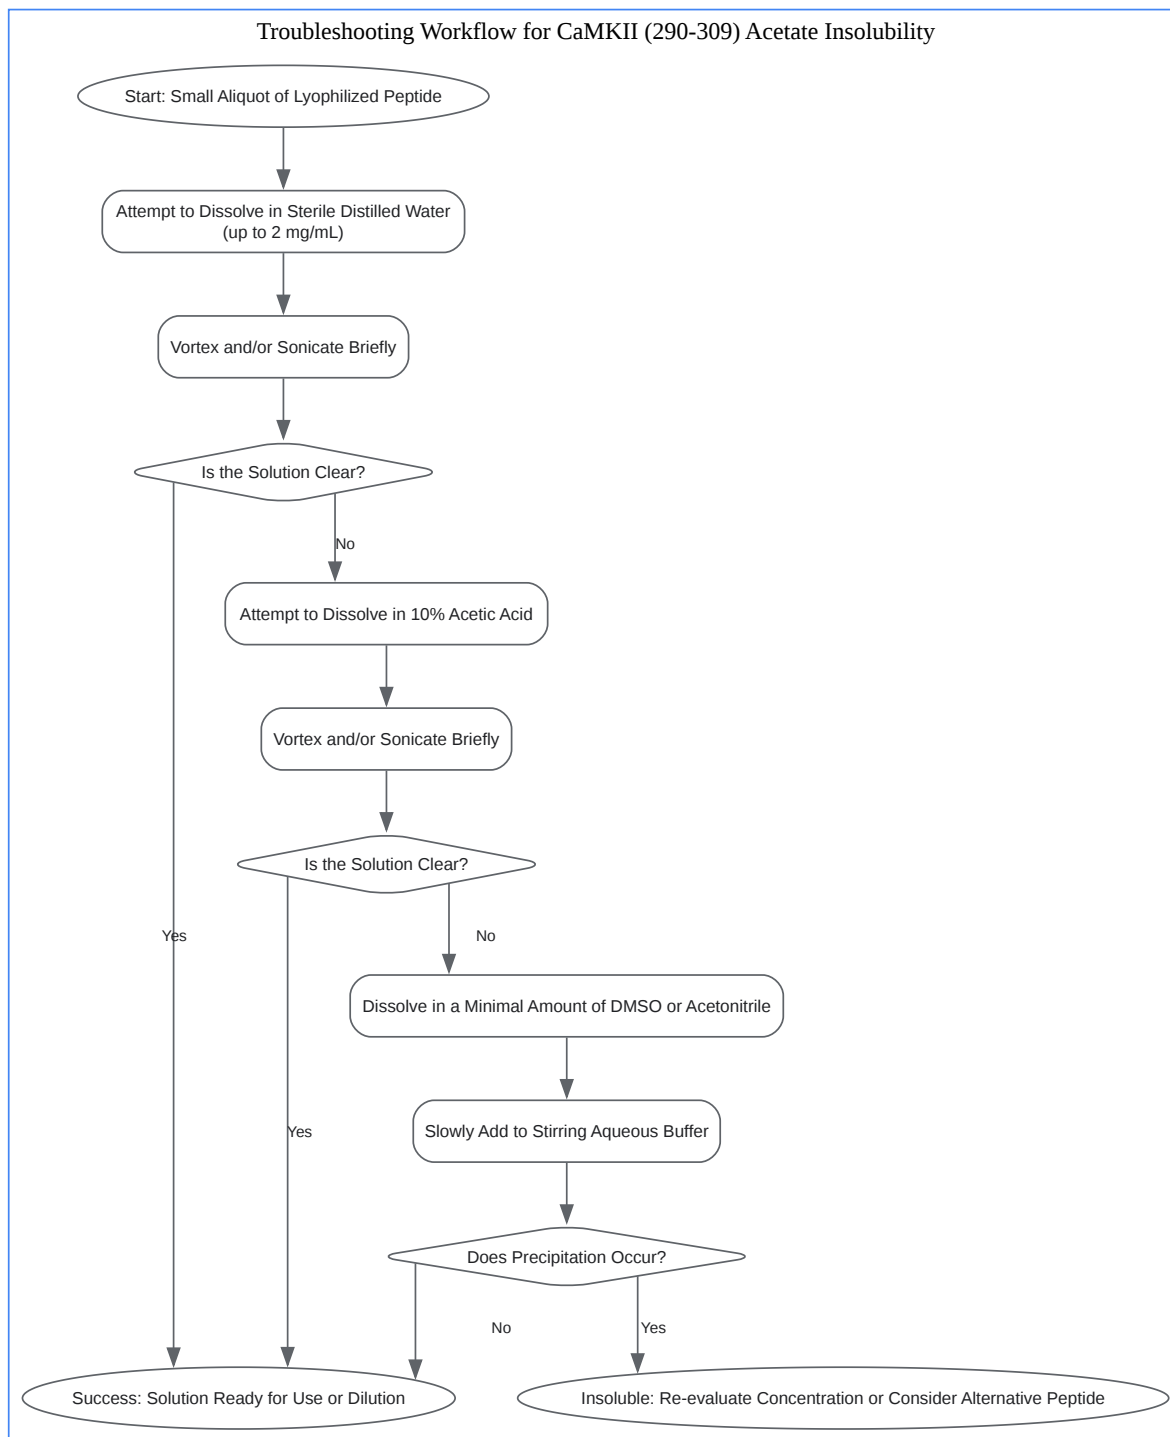 Troubleshooting Workflow for CaMKII (290-309) Acetate Insolubility
Start: Small Aliquot of Lyophilized Peptide
Attempt to Dissolve in Sterile Distilled Water
(up to 2 mg/mL)
Vortex and/or Sonicate Briefly
Is the Solution Clear?
No
Attempt to Dissolve in 10% Acetic Acid
Vortex and/or Sonicate Briefly
Is the Solution Clear?
Yes
No
Dissolve in a Minimal Amount of DMSO or Acetonitrile
Slowly Add to Stirring Aqueous Buffer
Yes
Does Precipitation Occur?
No
Yes
Success: Solution Ready for Use or Dilution
Insoluble: Re-evaluate Concentration or Consider Alternative Peptide